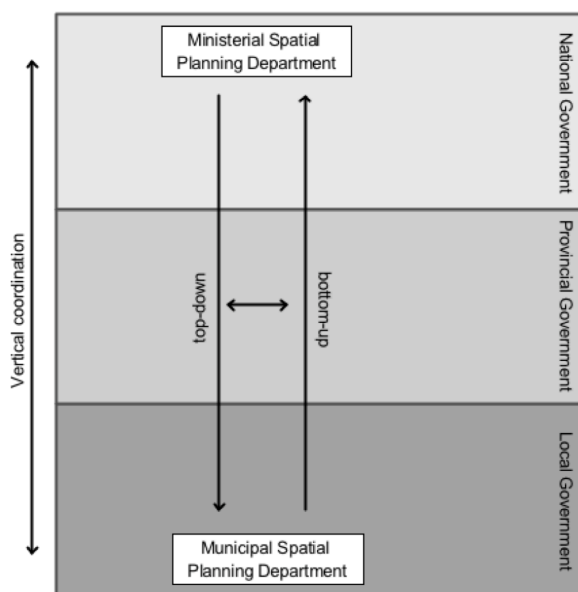 Ministerial Spatial
Planning Department
National Government
Vertical coordination
top-down
bottom-up
Provincial Government
Local Government
Municipal Spatial
Planning Department